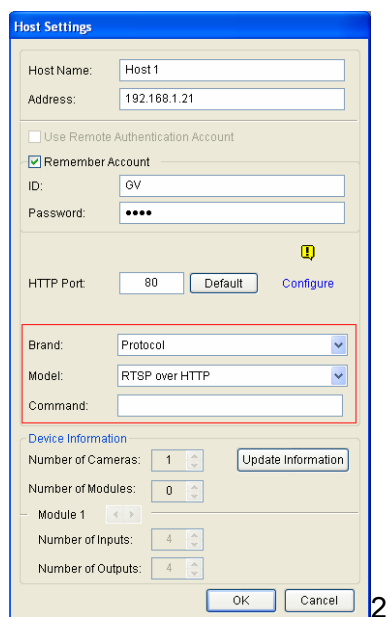 Host Settings
Host Name: Host 1
Address: 192.168.1.21
Use Remote Authentication Account
Remember Account
ID: GV
Password: ●●●●
HTTP Port: 80 Default Configure
Brand: Protocol
Model: RTSP over HTTP
Command:
Device Information
Number of Cameras: 1 Update Information
Number of Modules: 0
Module 1 < >
Number of Inputs: 4
Number of Outputs: 4
OK Cancel
2